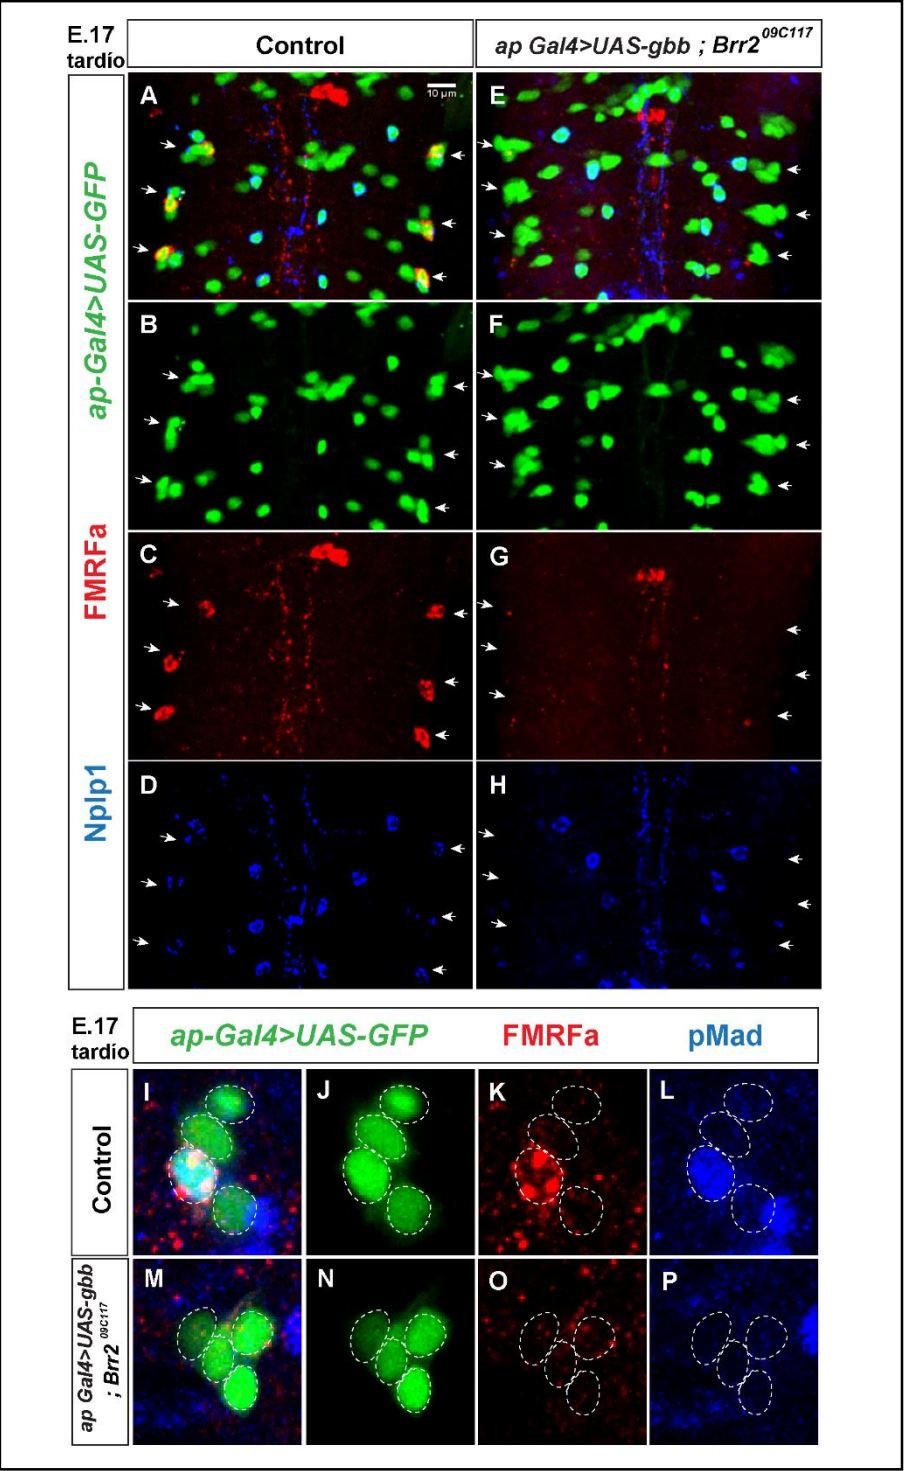 E.17
tardío
Control
ap Gal4>UAS-gbb ; Brr2^09C117
ap-Gal4>UAS-GFP
FMRFa
Nplp1
A
10 µm
E
B
F
C
G
D
H
E.17
tardío
ap-Gal4>UAS-GFP
FMRFa
pMad
Control
I
J
K
L
ap Gal4>UAS-gbb
; Brr2^09C117
M
N
O
P